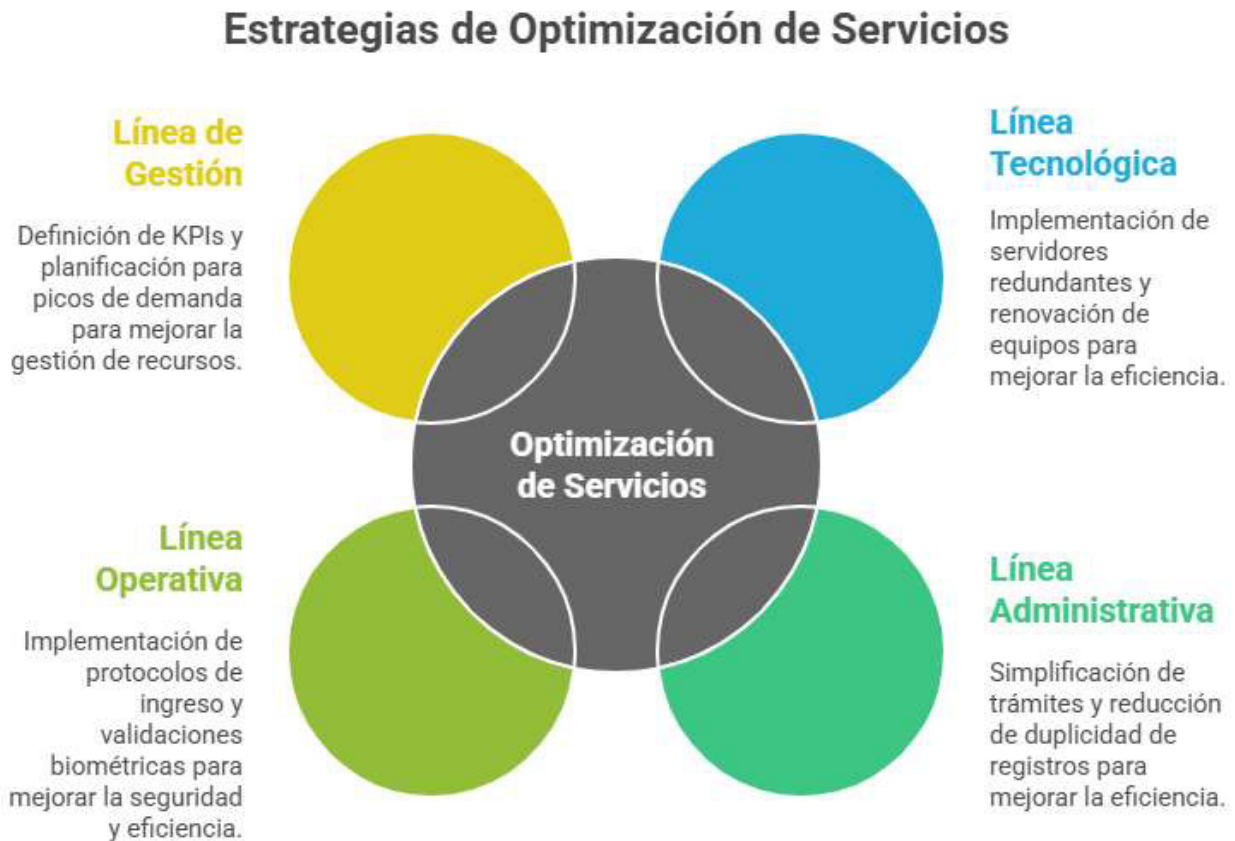 Estrategias de Optimización de Servicios
Línea de
Gestión
Definición de KPIs y
planificación para
picos de demanda
para mejorar la
gestión de recursos.
Línea
Tecnológica
Implementación de
servidores
redundantes y
renovación de
equipos para
mejorar la eficiencia.
Optimización
de Servicios
Línea
Operativa
Implementación de
protocolos de
ingreso y
validaciones
biométricas para
mejorar la seguridad
y eficiencia.
Línea
Administrativa
Simplificación de
trámites y reducción
de duplicidad de
registros para
mejorar la eficiencia.